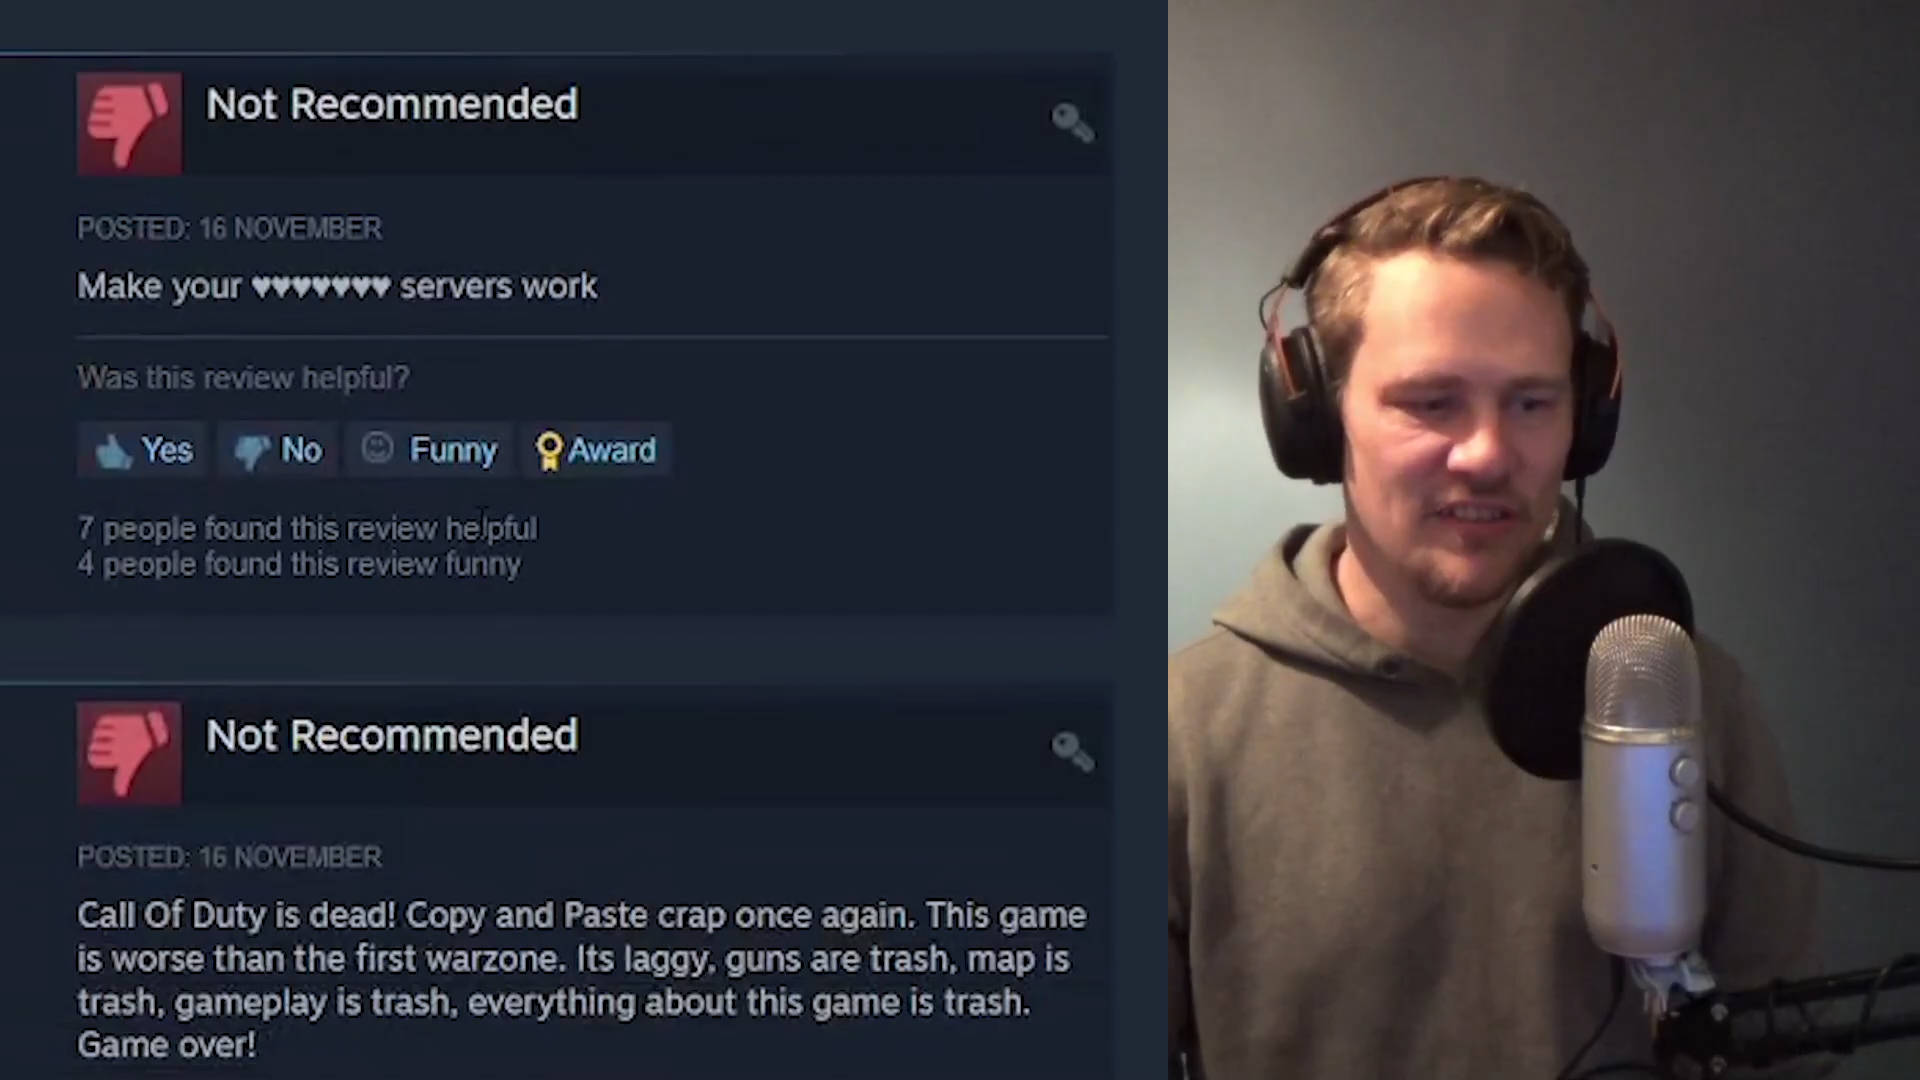 Not Recommended
POSTED: 16 NOVEMBER
Make your ♥♥♥♥♥♥♥ servers work
Was this review helpful?
Yes No Funny Award
7 people found this review helpful
4 people found this review funny
Not Recommended
POSTED: 16 NOVEMBER
Call Of Duty is dead! Copy and Paste crap once again. This game
is worse than the first warzone. Its laggy, guns are trash, map is
trash, gameplay is trash, everything about this game is trash.
Game over!